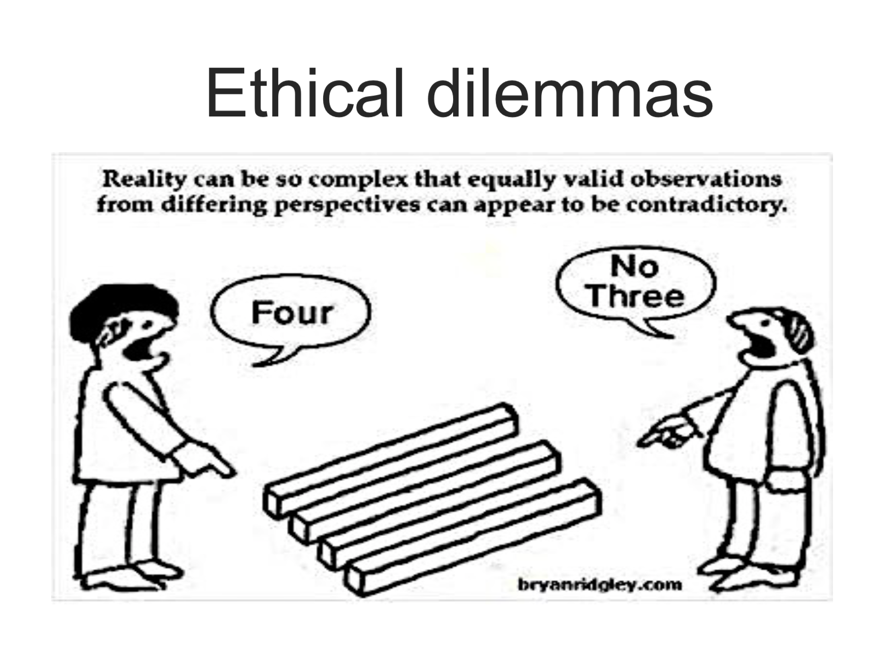 Ethical dilemmas
Reality can be so complex that equally valid observations
from differing perspectives can appear to be contradictory.
Four
No
Three
bryanridgley.com